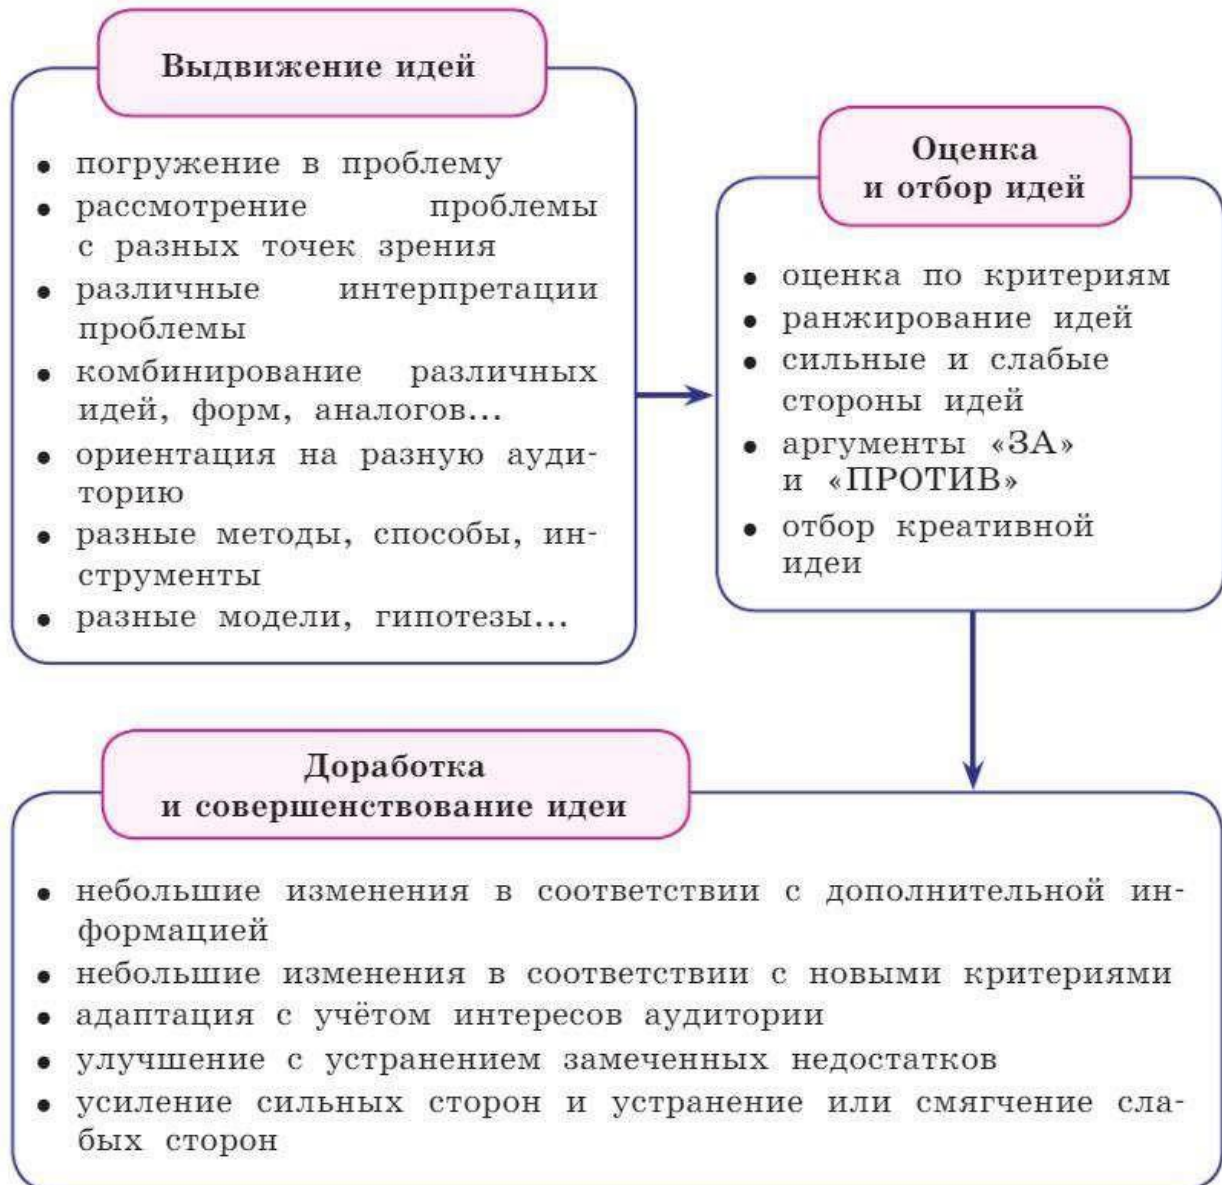 Выдвижение идей
• погружение в проблему
• рассмотрение проблемы
с разных точек зрения
• различные интерпретации
проблемы
• комбинирование различных
идей, форм, аналогов...
• ориентация на разную ауди-
торию
• разные методы, способы, ин-
струменты
• разные модели, гипотезы...
Оценка
и отбор идей
• оценка по критериям
• ранжирование идей
• сильные и слабые
стороны идей
• аргументы «ЗА»
и «ПРОТИВ»
• отбор креативной
идеи
Доработка
и совершенствование идеи
• небольшие изменения в соответствии с дополнительной ин-
формацией
• небольшие изменения в соответствии с новыми критериями
• адаптация с учётом интересов аудитории
• улучшение с устранением замеченных недостатков
• усиление сильных сторон и устранение или смягчение сла-
бых сторон